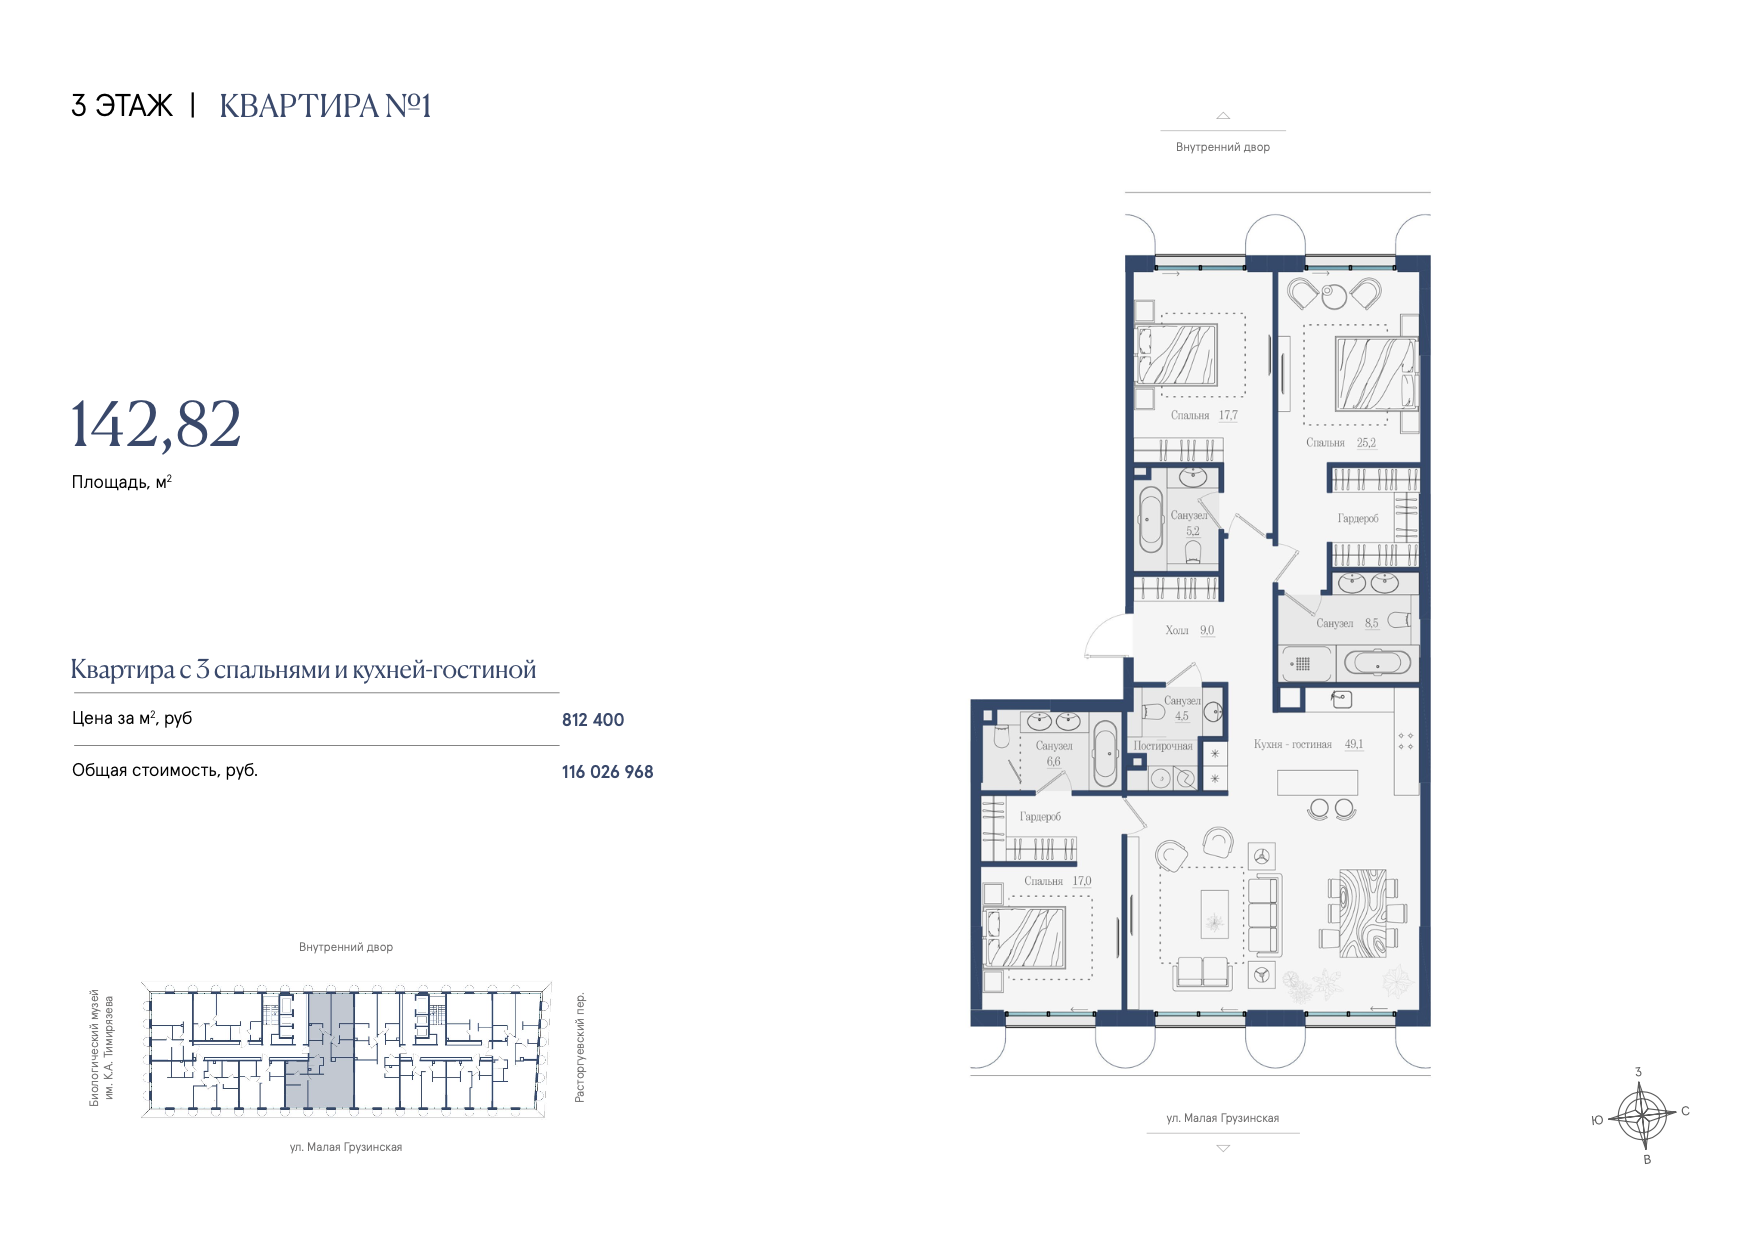 3 ЭТАЖ | КВАРТИРА №1
142,82
Площадь, м²
Квартира с 3 спальнями и кухней-гостиной
Цена за м², руб 812 400
Общая стоимость, руб. 116 026 968
Внутренний двор
Биологический музей
им. К.А. Тимирязева
Расторгуевский пер.
ул. Малая Грузинская
Внутренний двор
Спальня 17,7
Спальня 25,2
Санузел
5,2
Гардероб
Холл 9,0
Санузел 8,5
Санузел
4,5
Постирочная
Санузел
6,6
Кухня - гостиная 49,1
Гардероб
Спальня 17,0
ул. Малая Грузинская
З
Ю
С
В